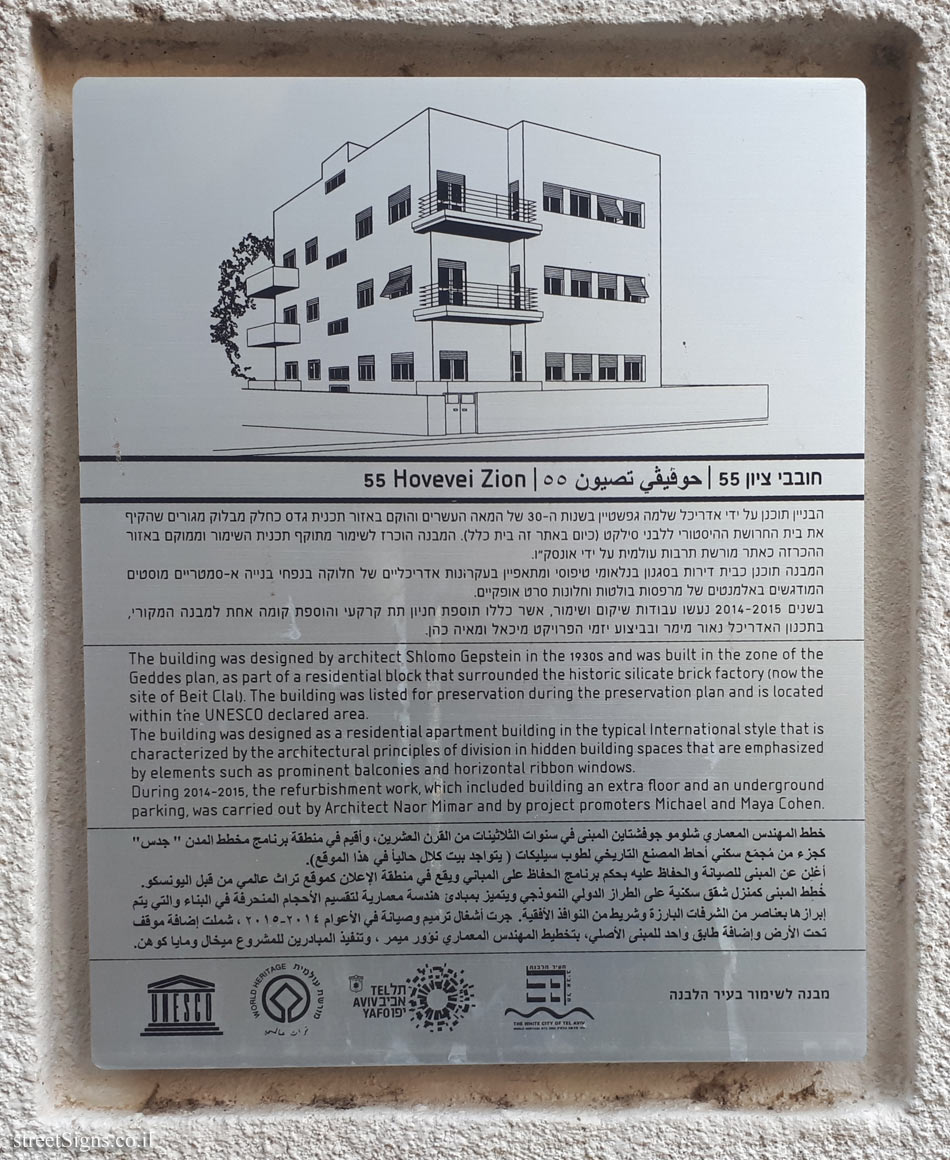 חובבי ציון 55 | حوڤيڤي تصيون ٥٥ | 55 Hovevei Zion
הבניין תוכנן על ידי אדריכל שלמה גפשטיין בשנות ה-30 של המאה העשרים והוקם באזור תכנית גדס כחלק מבלוק מגורים שהקיף
את בית החרושת ההיסטורי ללבני סילקט (כיום באתר זה בית כלל). המבנה הוכרז לשימור מתוקף תכנית השימור וממוקם באזור
ההכרזה כאתר מורשת תרבות עולמית על ידי אונסק"ו.
המבנה תוכנן כבית דירות בסגנון בנלאומי טיפוסי ומתאפיין בעקרונות אדריכליים של חלוקה בנפחי בנייה א-סמטריים מוסטים
המודגשים באלמנטים של מרפסות בולטות וחלונות סרט אופקיים.
בשנים 2014-2015 נעשו עבודות שיקום ושימור, אשר כללו תוספת חניון תת קרקעי והוספת קומה אחת למבנה המקורי,
בתכנון האדריכל נאור מימר ובביצוע יזמי הפרויקט מיכאל ומאיה כהן.
The building was designed by architect Shlomo Gepstein in the 1930s and was built in the zone of the
Geddes plan, as part of a residential block that surrounded the historic silicate brick factory (now the
site of Beit Clal). The building was listed for preservation during the preservation plan and is located
within the UNESCO declared area.
The building was designed as a residential apartment building in the typical International style that is
characterized by the architectural principles of division in hidden building spaces that are emphasized
by elements such as prominent balconies and horizontal ribbon windows.
During 2014-2015, the refurbishment work, which included building an extra floor and an underground
parking, was carried out by Architect Naor Mimar and by project promoters Michael and Maya Cohen.
خطط المهندس المعماري شلومو جوفشتاين المبنى في سنوات الثلاثينات من القرن العشرين، وأقيم في منطقة برنامج مخطط المدن " جدس"
كجزء من مُجمّع سكني أحاط المصنع التاريخي لطوب سيليكات ( يتواجد بيت كلال حالياً في هذا الموقع).
أعلن عن المبنى للصيانة والحفاظ عليه بحكم برنامج الحفاظ على المباني ويقع في منطقة الإعلان كموقع تراث عالمي من قبل اليونسكو.
خطط المبنى كمنزل شقق سكنية على الطراز الدولي النموذجي ويتميز بمبادئ هندسة معمارية لتقسيم الأحجام المنحرفة في البناء والتي يتم
إبرازها بعناصر من الشرفات البارزة وشريط من النوافذ الأفقية. جرت أشغال ترميم وصيانة في الأعوام ٢٠١٤-٢٠١٥ ، شملت إضافة موقف
تحت الأرض وإضافة طابق واحد للمبنى الأصلي، بتخطيط المهندس المعماري نؤور ميمر ، وتنفيذ المبادرين للمشروع ميخال ومايا كوهن.
מבנה לשימור בעיר הלבנה
העיר הלבנה
תל אביב
THE WHITE CITY OF TEL AVIV
תל
TEL אביב
AVIV יפו
YAFO
WORLD HERITAGE מורשת עולמית
UNESCO
streetSigns.co.il